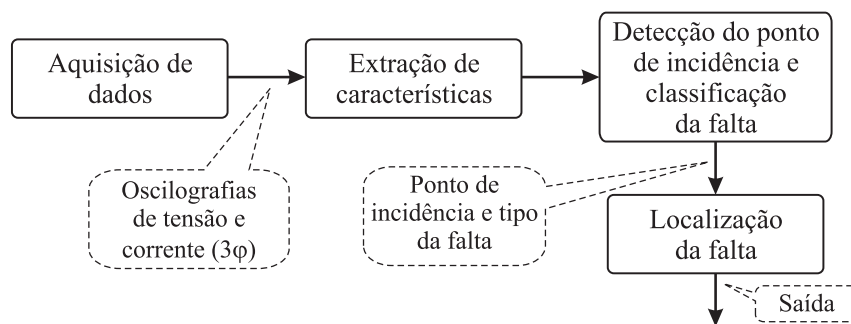 Aquisição de
dados
Extração de
características
Detecção do ponto
de incidência e
classificação
da falta
Oscilografias
de tensão e
corrente (3φ)
Ponto de
incidência e tipo
da falta
Localização
da falta
Saída